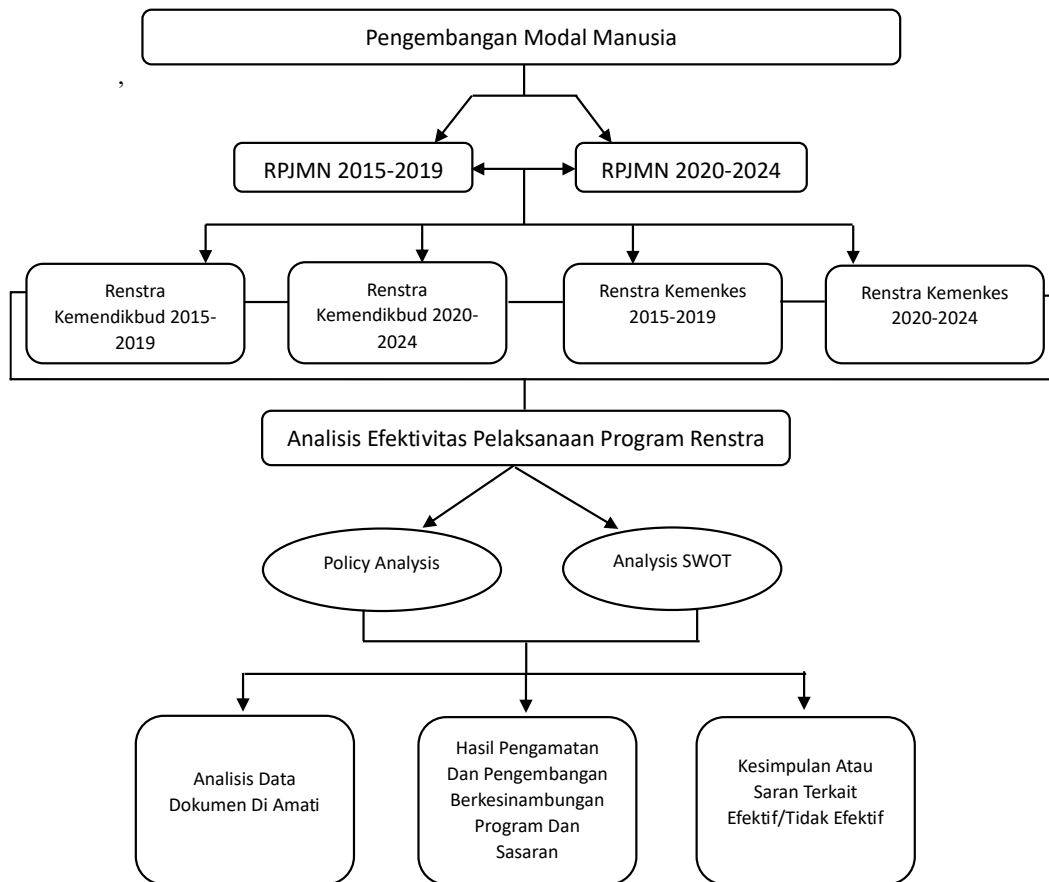 Pengembangan Modal Manusia
,
RPJMN 2015-2019
RPJMN 2020-2024
Renstra
Kemendikbud 2015-
2019
Renstra
Kemendikbud 2020-
2024
Renstra Kemenkes
2015-2019
Renstra Kemenkes
2020-2024
Analisis Efektivitas Pelaksanaan Program Renstra
Policy Analysis
Analysis SWOT
Analisis Data
Dokumen Di Amati
Hasil Pengamatan
Dan Pengembangan
Berkesinambungan
Program Dan
Sasaran
Kesimpulan Atau
Saran Terkait
Efektif/Tidak Efektif